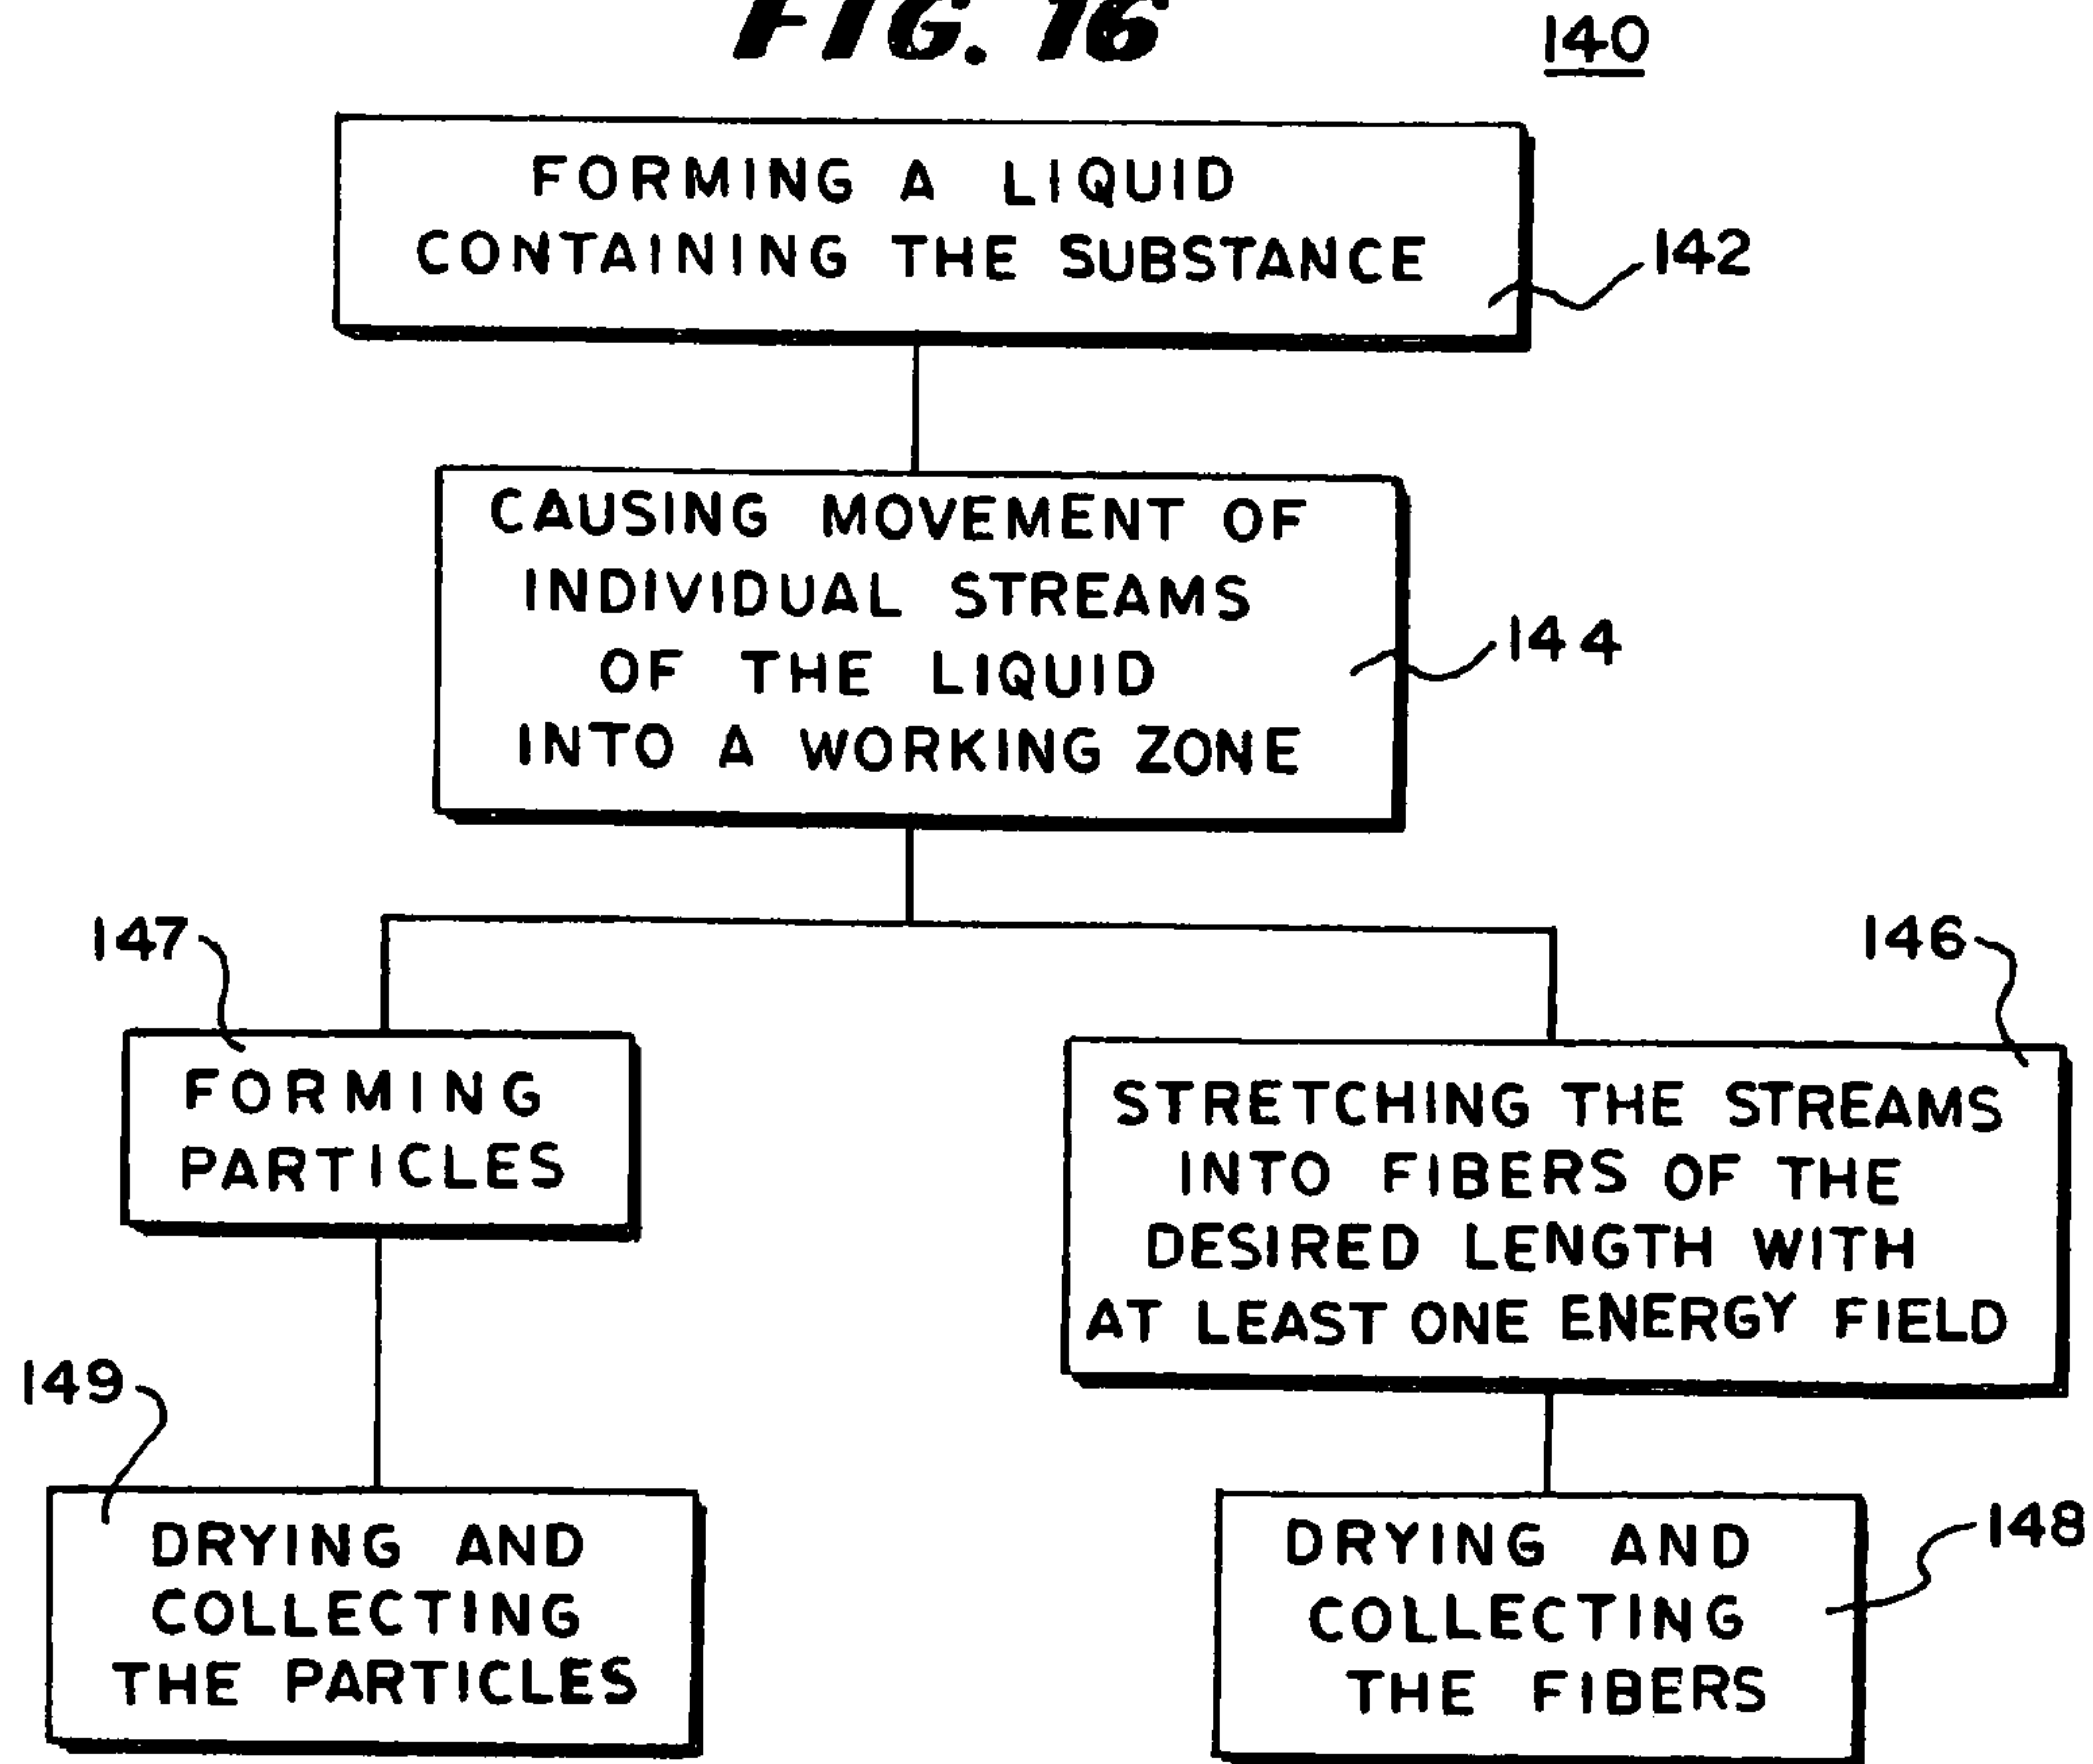 FIG. 16
140
FORMING A LIQUID
CONTAINING THE SUBSTANCE
142
CAUSING MOVEMENT OF
INDIVIDUAL STREAMS
OF THE LIQUID
INTO A WORKING ZONE
144
147
FORMING
PARTICLES
146
STRETCHING THE STREAMS
INTO FIBERS OF THE
DESIRED LENGTH WITH
AT LEAST ONE ENERGY FIELD
149
DRYING AND
COLLECTING
THE PARTICLES
148
DRYING AND
COLLECTING
THE FIBERS